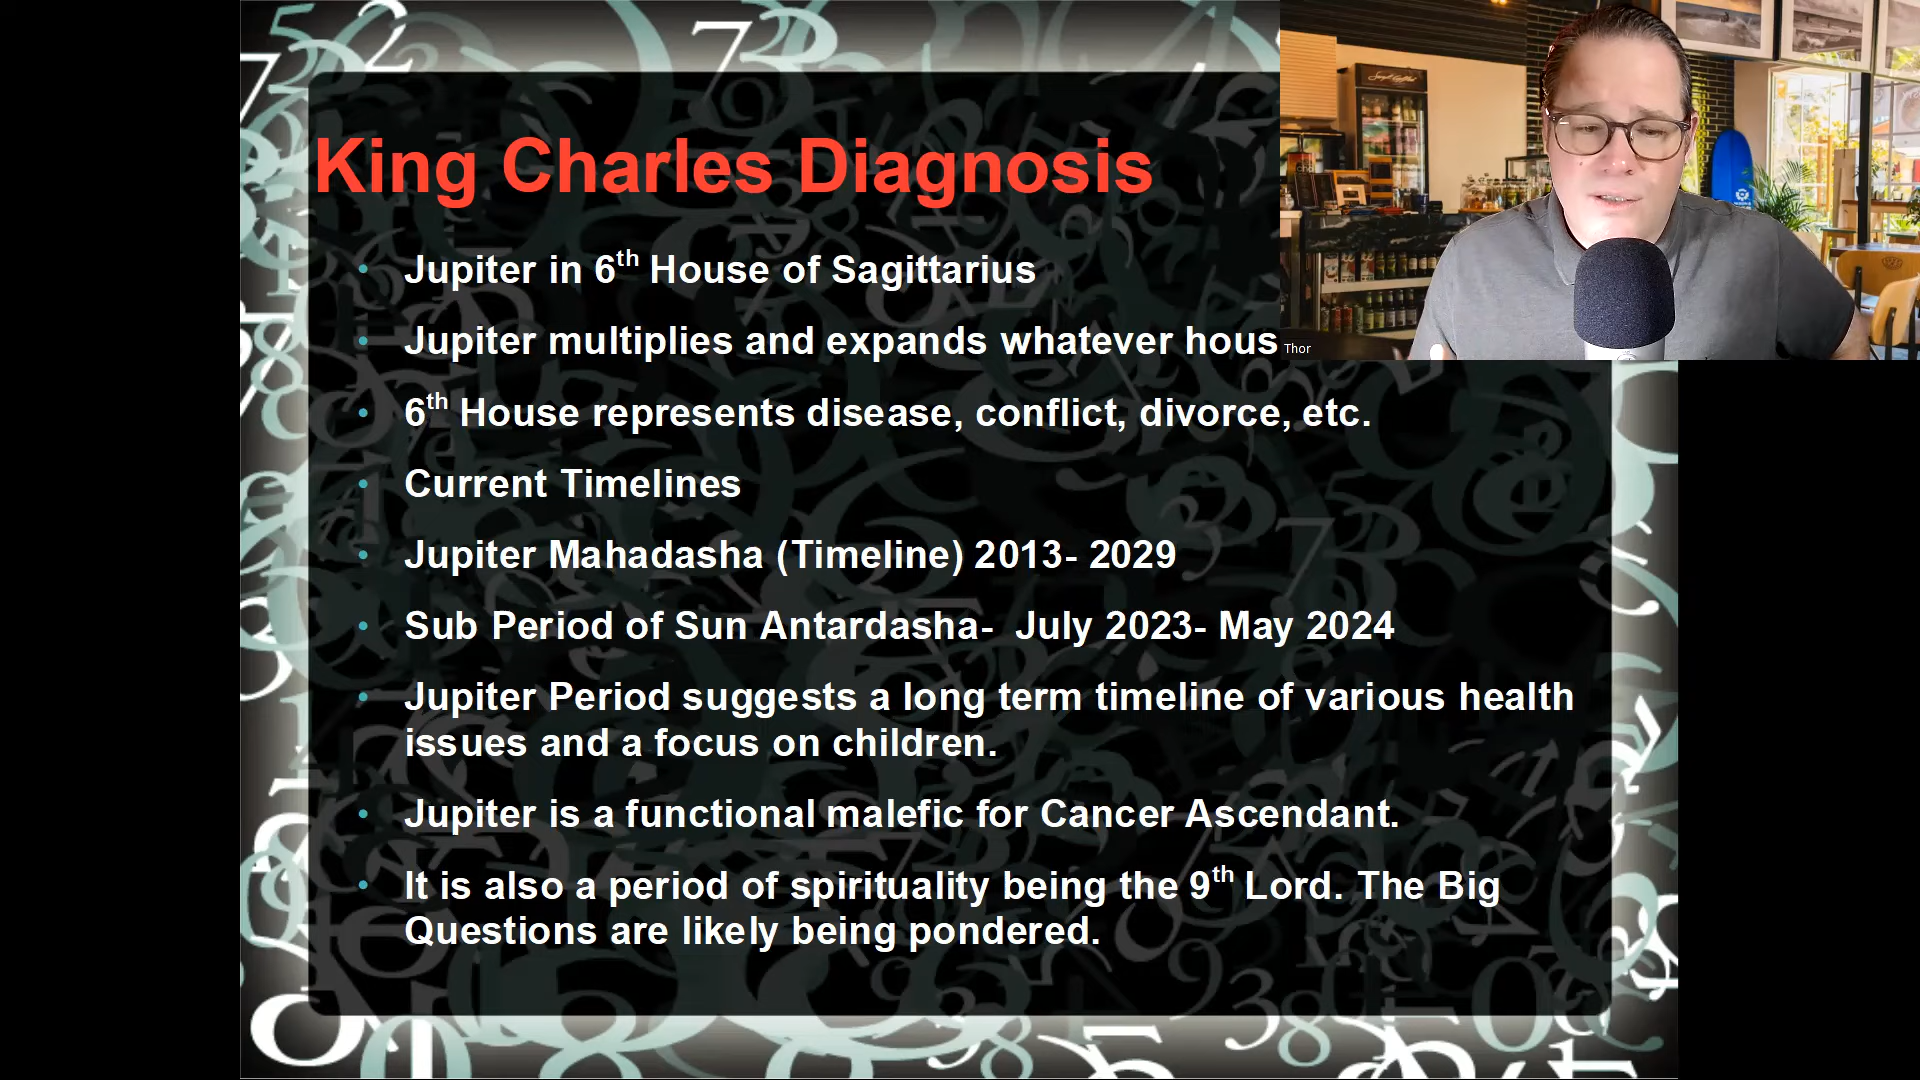 King Charles Diagnosis
Jupiter in 6th House of Sagittarius
Jupiter multiplies and expands whatever hous
6th House represents disease, conflict, divorce, etc.
Current Timelines
Jupiter Mahadasha (Timeline) 2013- 2029
Sub Period of Sun Antardasha- July 2023- May 2024
Jupiter Period suggests a long term timeline of various health
issues and a focus on children.
Jupiter is a functional malefic for Cancer Ascendant.
It is also a period of spirituality being the 9th Lord. The Big
Questions are likely being pondered.
Thor